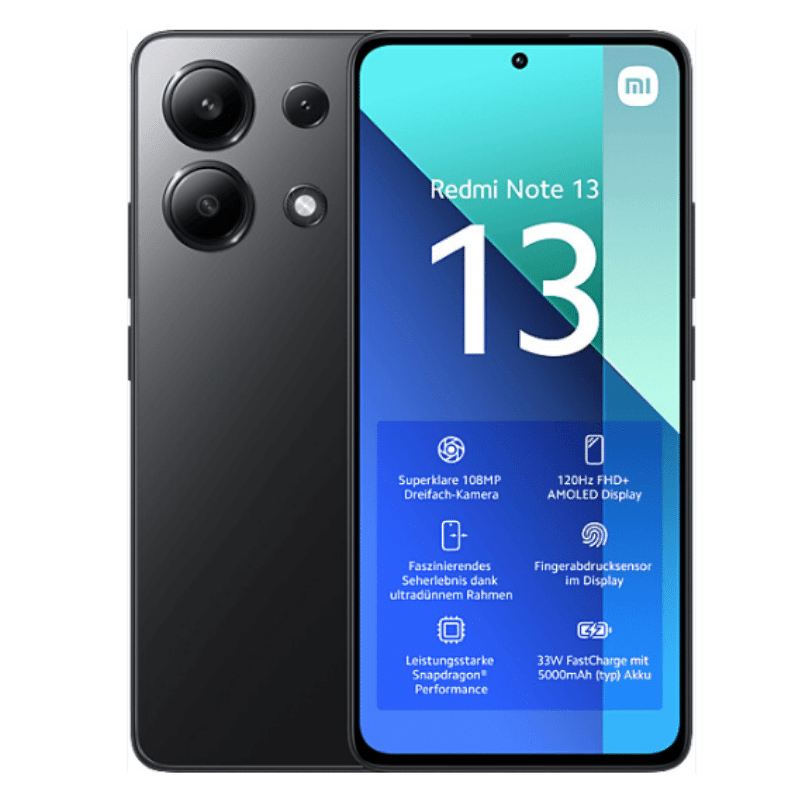 mi
Redmi Note 13
13
Superklare 108MP
Dreifach-Kamera
120Hz FHD+
AMOLED Display
Faszinierendes
Seherlebnis dank
ultradünnem Rahmen
Fingerabdrucksensor
im Display
Leistungsstarke
Snapdragon®
Performance
33W FastCharge mit
5000mAh (typ) Akku